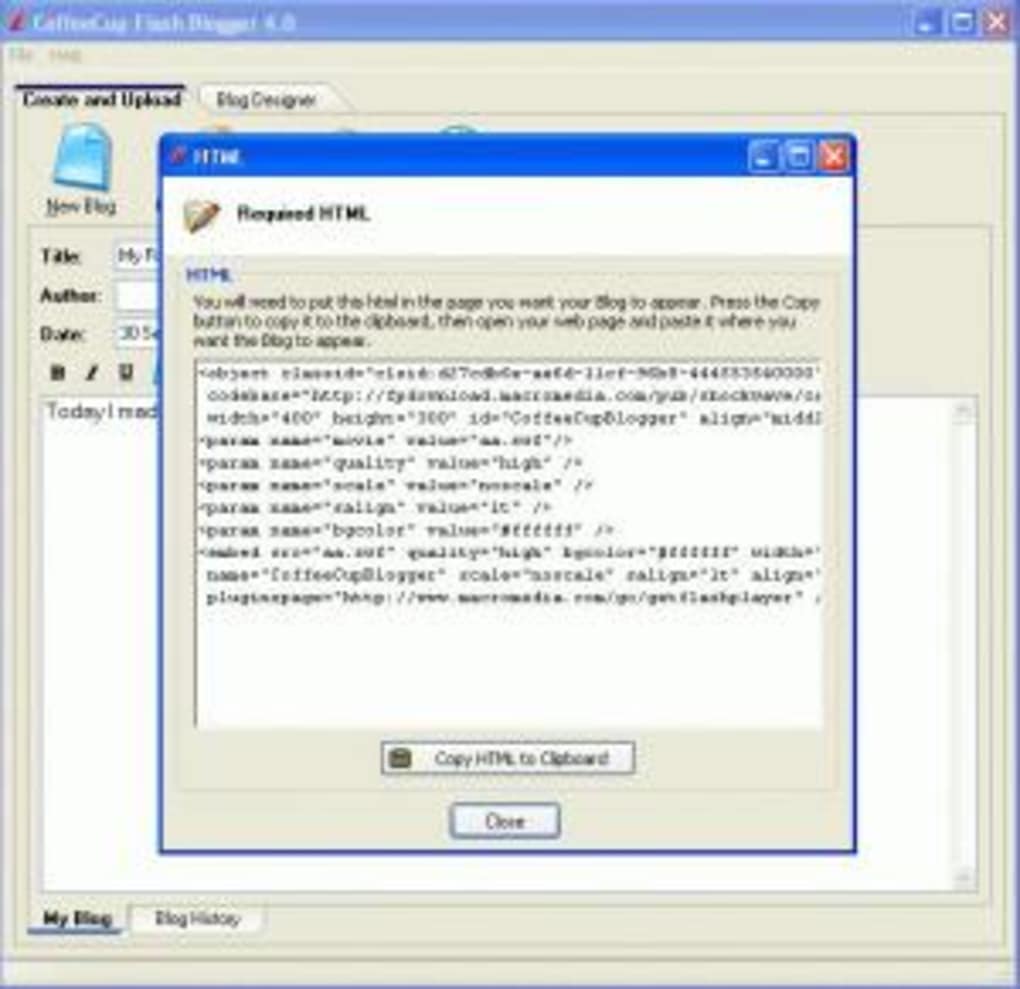 CoffeeCup Flash Blogger 4.0
File Help
Create and Upload Blog Designer
HTML
New Blog
Required HTML
Title: My
HTML
You will need to put this html in the page you want your Blog to appear. Press the Copy
Author:
button to copy it to the clipboard, then open your web page and paste it where you
Date: 30
want the Blog to appear.
B I U
<object classid="clsid:d27cdb6e-ae6d-11cf-96b8-444553540000"
codebase="http://fpdownload.macromedia.com/pub/shockwave/
Today I
width="400" height="300" id="CoffeeCupBlogger" align="middl
<param name="movie" value="aa.swf"/>
<param name="quality" value="high" />
<param name="scale" value="noscale" />
<param name="salign" value="lt" />
<param name="bgcolor" value="#ffffff" />
<embed src="aa.swf" quality="high" bgcolor="#ffffff" width="
name="CoffeeCupBlogger" scale="noscale" salign="lt" align="
pluginspage="http://www.macromedia.com/go/getflashplayer" /
Copy HTML to Clipboard
Close
My Blog Blog History